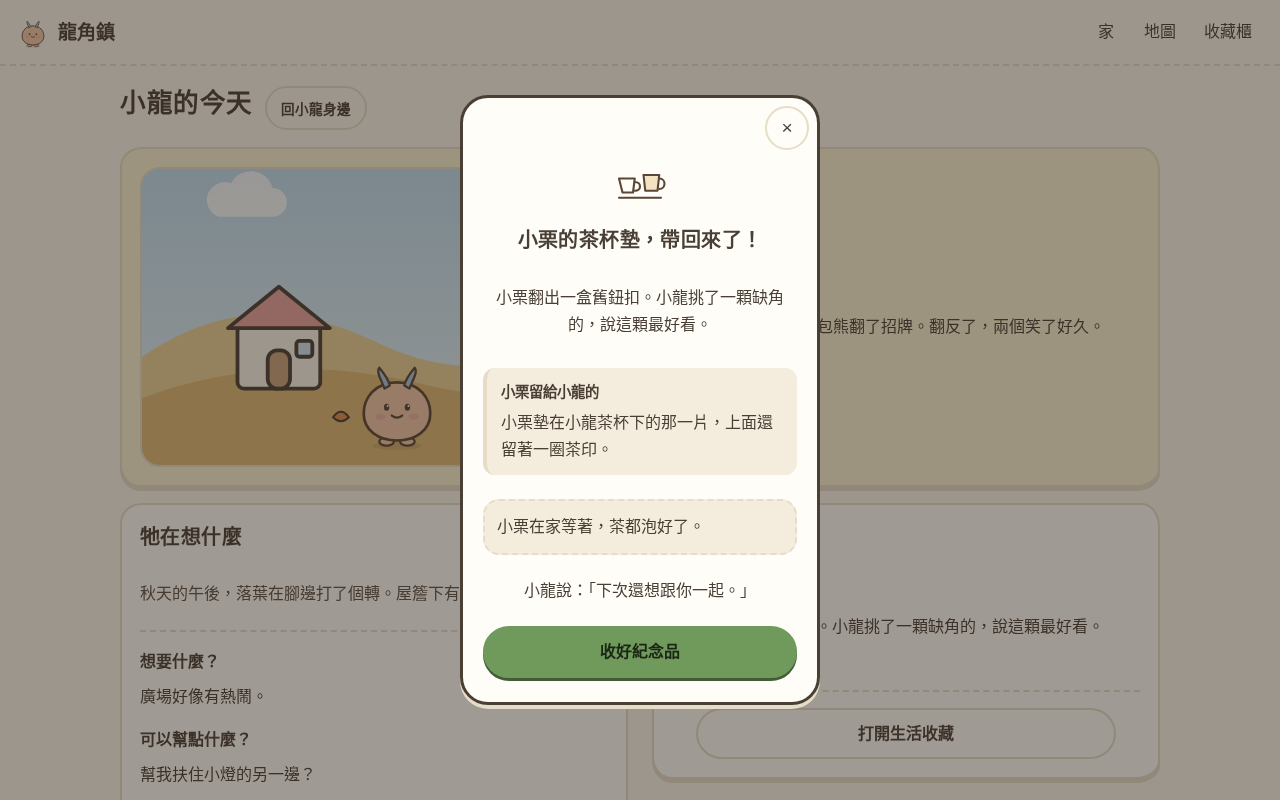 龍角鎮
家
地圖
收藏櫃
小龍的今天
回小龍身邊
×
小栗的茶杯墊，帶回來了！
小栗翻出一盒舊鈕扣。小龍挑了一顆缺角
的，說這顆最好看。
小栗留給小龍的
小栗墊在小龍茶杯下的那一片，上面還
留著一圈茶印。
小栗在家等著，茶都泡好了。
小龍說：「下次還想跟你一起。」
收好紀念品
包熊翻了招牌。翻反了，兩個笑了好久。
牠在想什麼
秋天的午後，落葉在腳邊打了個轉。屋簷下有
想要什麼？
廣場好像有熱鬧。
可以幫點什麼？
幫我扶住小燈的另一邊？
。小龍挑了一顆缺角的，說這顆最好看。
打開生活收藏